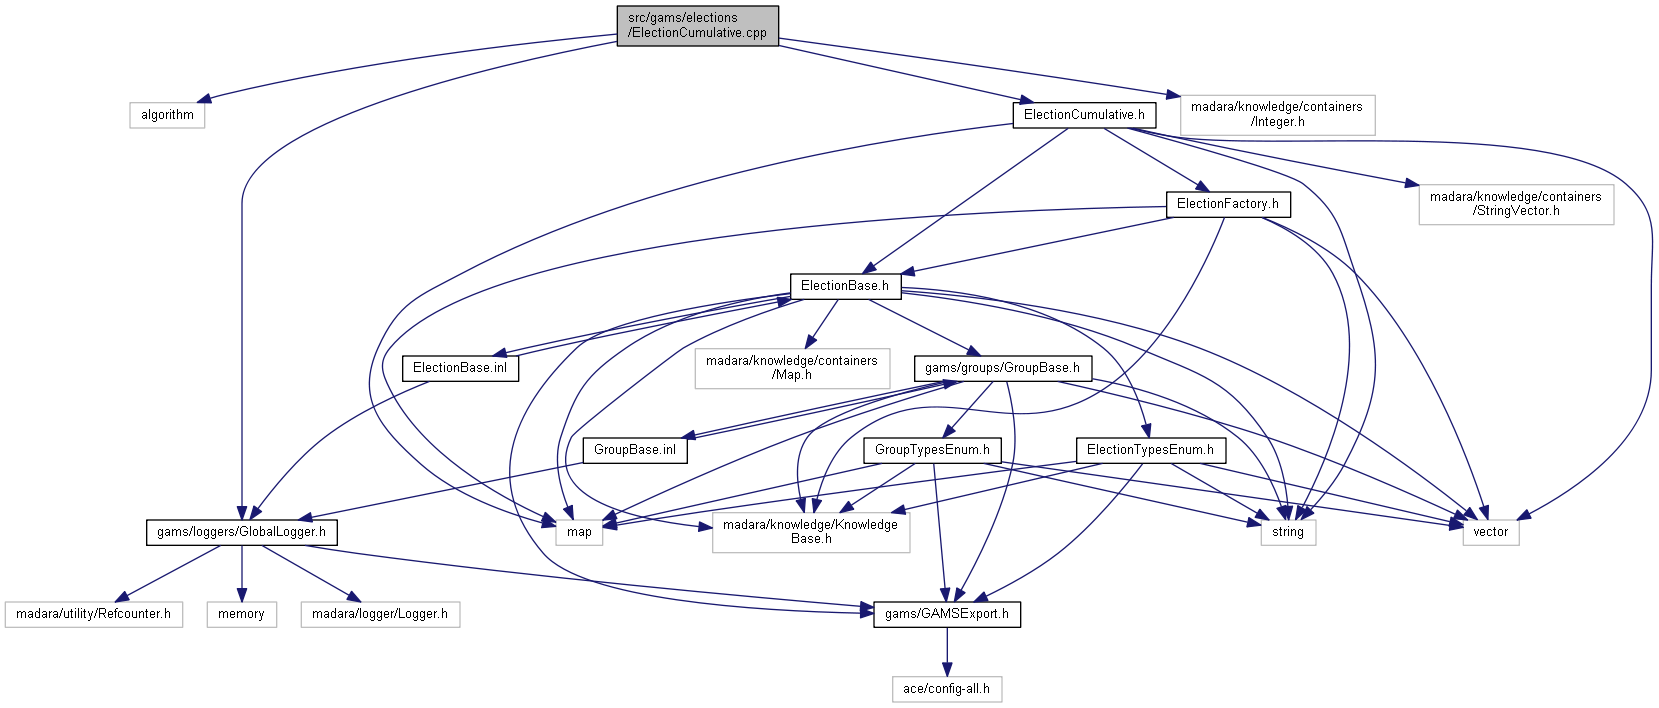 src/gams/elections
/ElectionCumulative.cpp
algorithm
ElectionCumulative.h
madara/knowledge/containers
/Integer.h
ElectionFactory.h
madara/knowledge/containers
/StringVector.h
ElectionBase.h
ElectionBase.inl
madara/knowledge/containers
/Map.h
gams/groups/GroupBase.h
GroupBase.inl
GroupTypesEnum.h
ElectionTypesEnum.h
gams/loggers/GlobalLogger.h
map
madara/knowledge/Knowledge
Base.h
string
vector
madara/utility/Refcounter.h
memory
madara/logger/Logger.h
gams/GAMSExport.h
ace/config-all.h